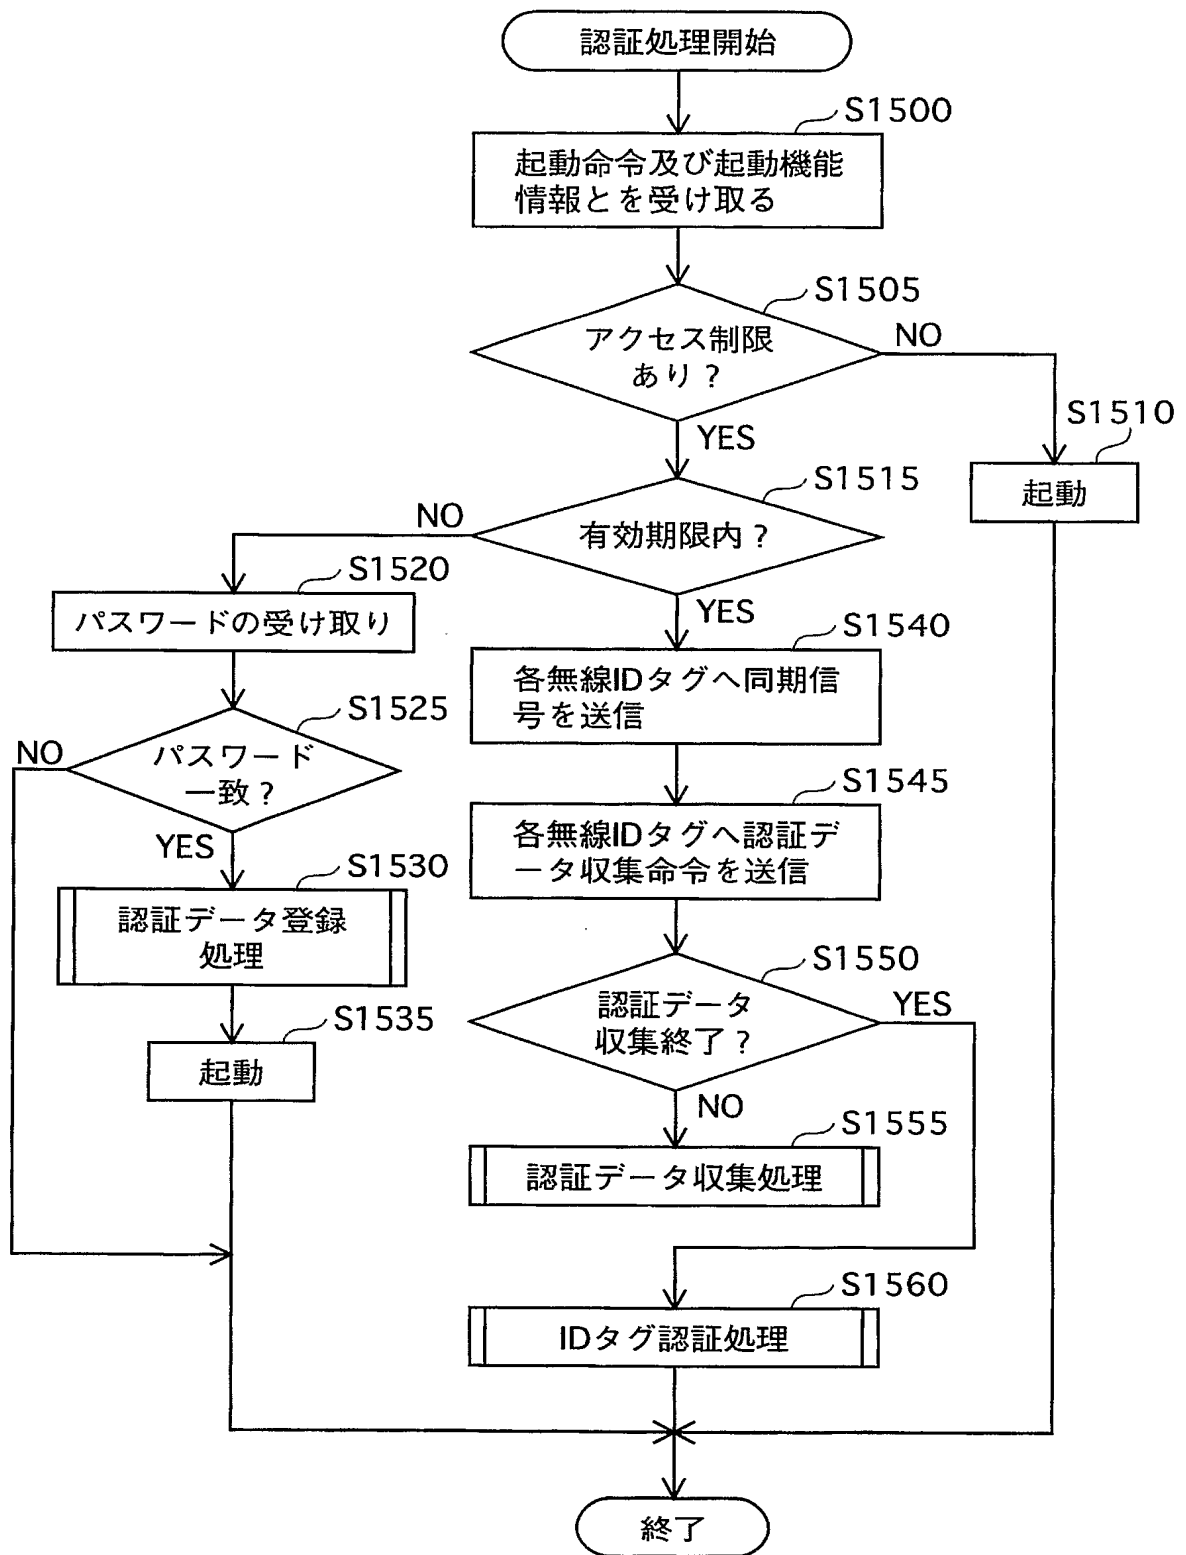 認証処理開始
S1500
起動命令及び起動機能
情報とを受け取る
S1505
アクセス制限
あり？
NO
YES
S1510
起動
S1515
有効期限内？
NO
YES
S1520
パスワードの受け取り
S1525
パスワード
一致？
NO
YES
S1530
認証データ登録
処理
S1535
起動
S1540
各無線IDタグへ同期信
号を送信
S1545
各無線IDタグへ認証デ
ータ収集命令を送信
S1550
認証データ
収集終了？
YES
NO
S1555
認証データ収集処理
S1560
IDタグ認証処理
終了